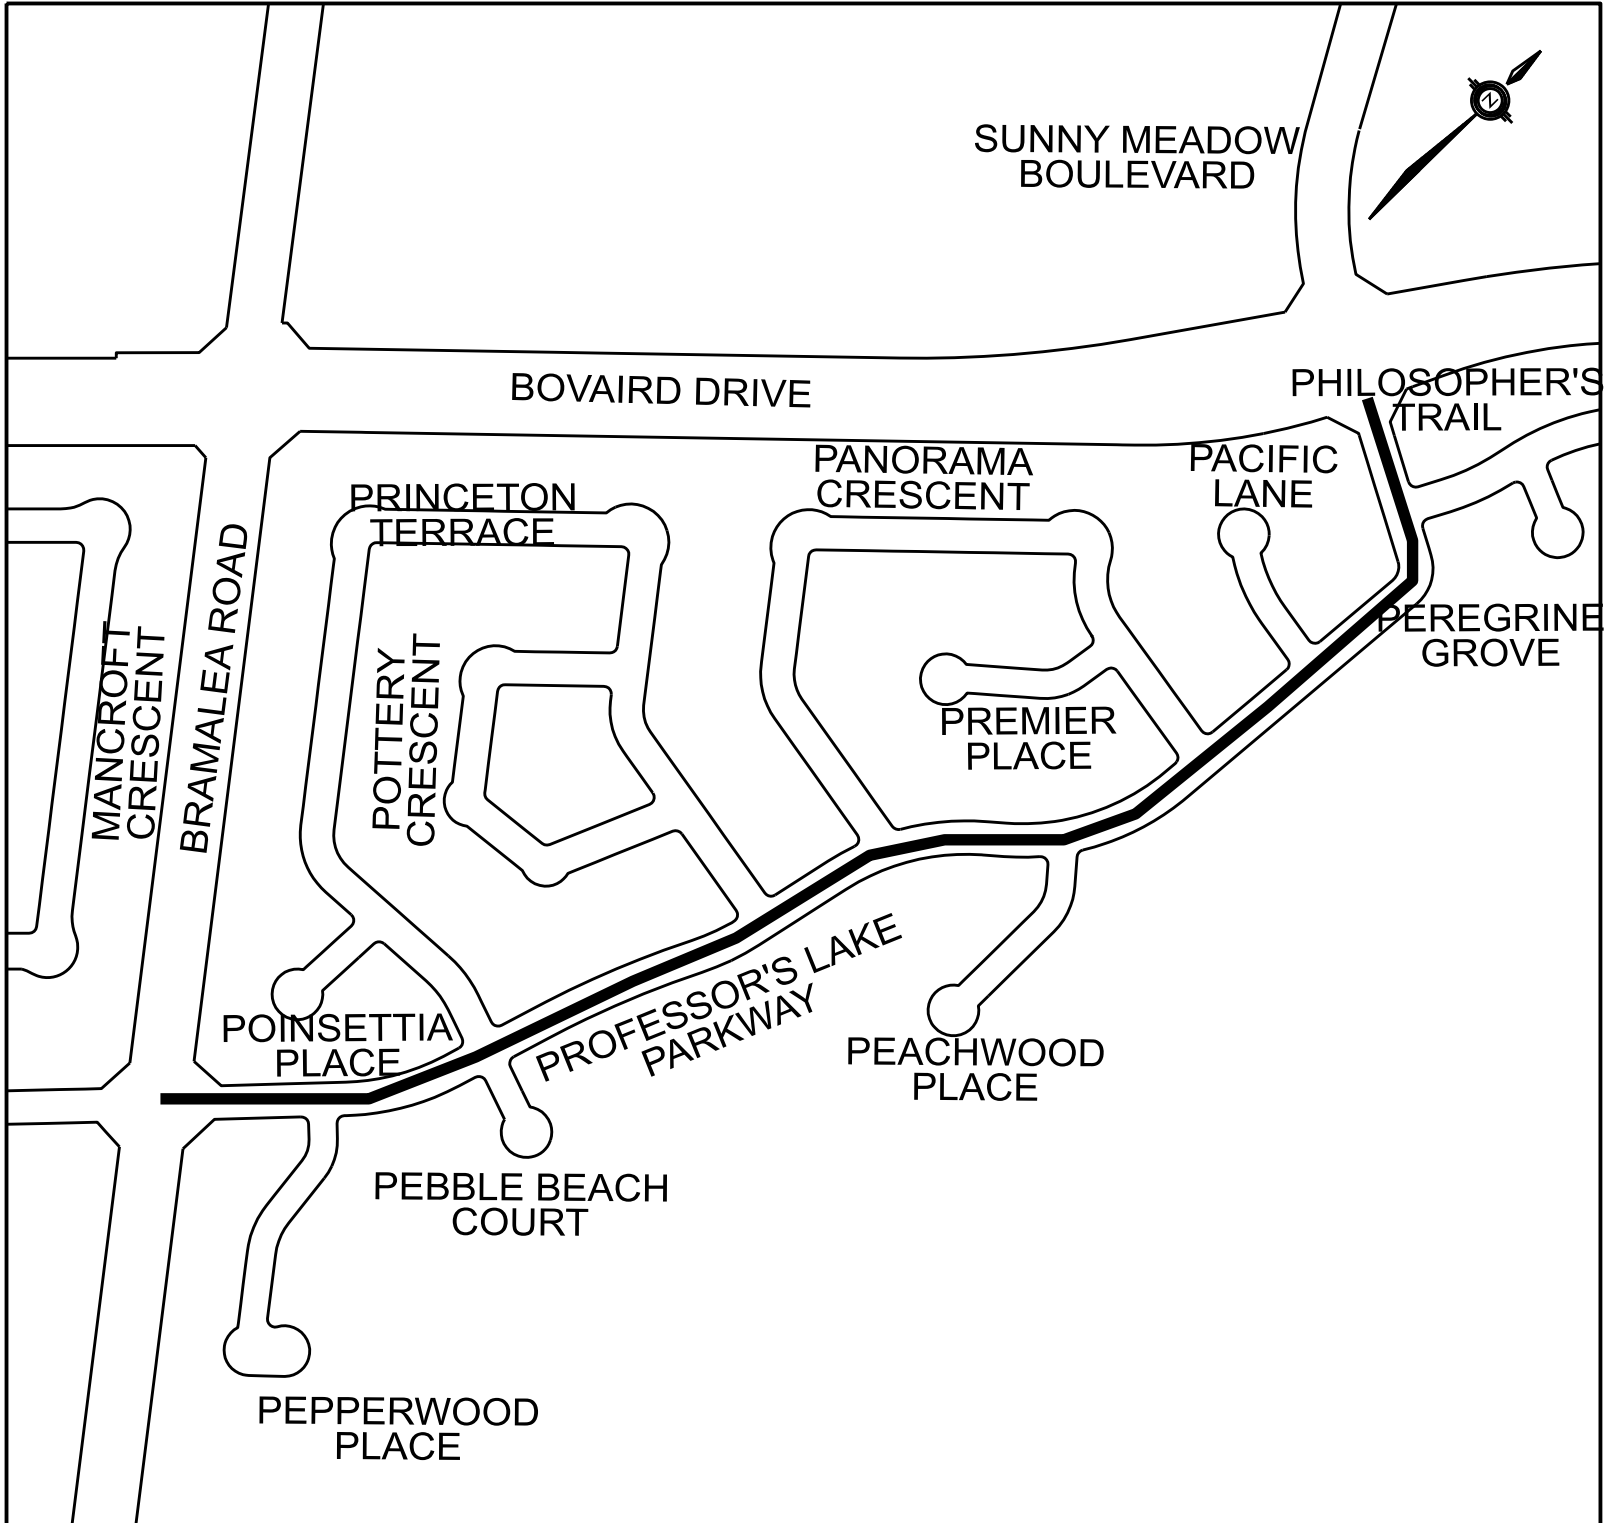 SUNNY MEADOW
BOULEVARD
N
BOVAIRD DRIVE
PHILOSOPHER'S
TRAIL
PANORAMA
CRESCENT
PACIFIC
LANE
PRINCETON
TERRACE
MANCROFT
CRESCENT
BRAMALEA ROAD
POTTERY
CRESCENT
PEREGRINE
GROVE
PREMIER
PLACE
PROFESSOR'S LAKE
PARKWAY
POINSETTIA
PLACE
PEACHWOOD
PLACE
PEBBLE BEACH
COURT
PEPPERWOOD
PLACE